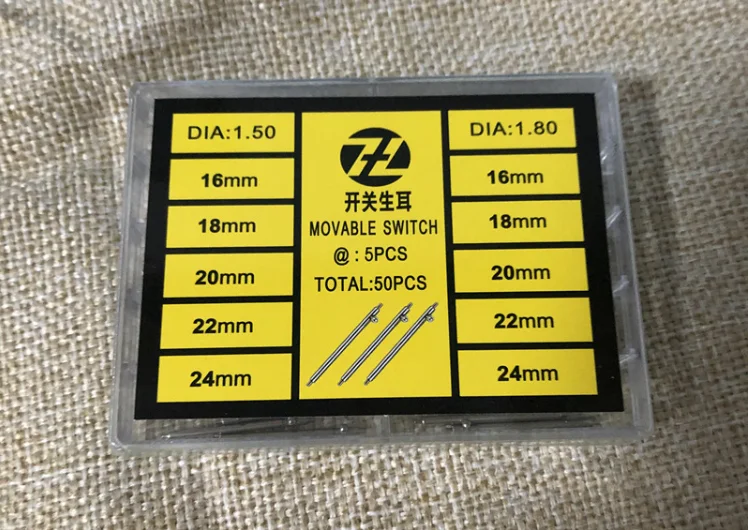 DIA:1.50
16mm
18mm
20mm
22mm
24mm
开关生耳
MOVABLE SWITCH
@ : 5PCS
TOTAL:50PCS
DIA:1.80
16mm
18mm
20mm
22mm
24mm